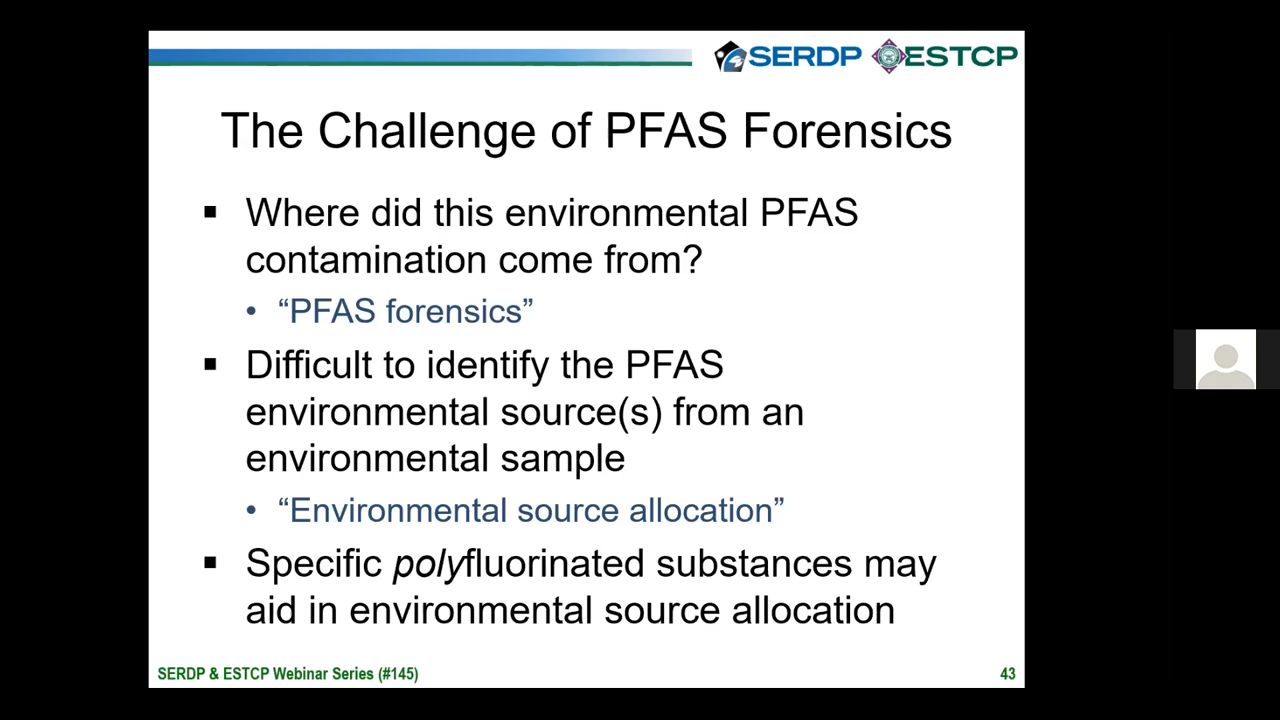 SERDP ESTCP
The Challenge of PFAS Forensics
▪ Where did this environmental PFAS
contamination come from?
• “PFAS forensics”
▪ Difficult to identify the PFAS
environmental source(s) from an
environmental sample
• “Environmental source allocation”
▪ Specific polyfluorinated substances may
aid in environmental source allocation
SERDP & ESTCP Webinar Series (#145) 43